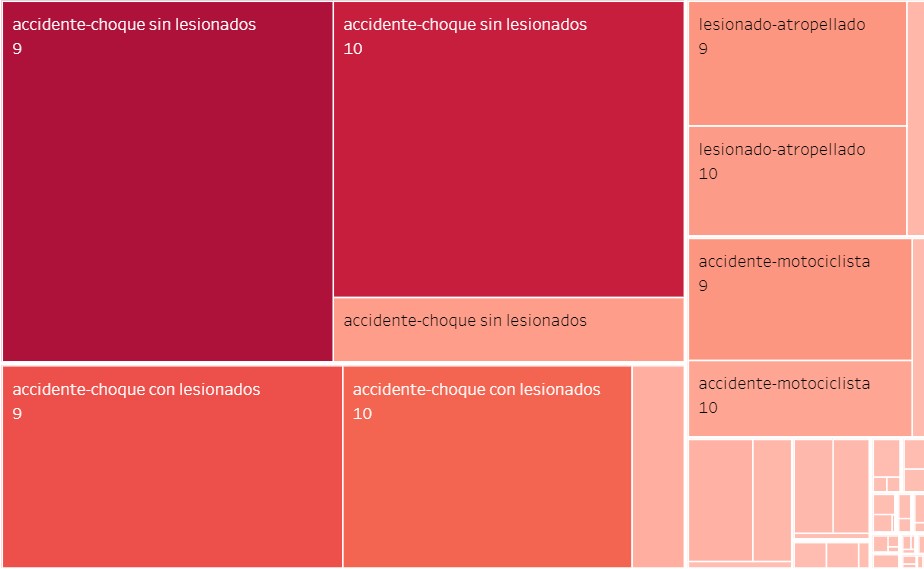 accidente-choque sin lesionados
9
accidente-choque sin lesionados
10
accidente-choque sin lesionados
accidente-choque con lesionados
9
accidente-choque con lesionados
10
lesionado-atropellado
9
lesionado-atropellado
10
accidente-motociclista
9
accidente-motociclista
10